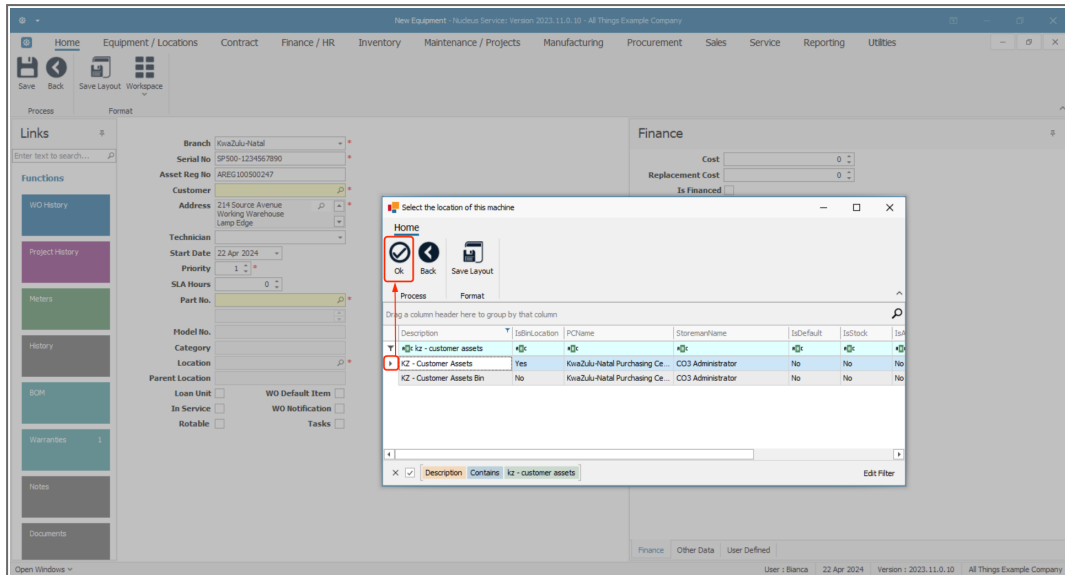 New Equipment - Nucleus Service: Version 2023.11.0.10 - All Things Example Company
Home Equipment / Locations Contract Finance / HR Inventory Maintenance / Projects Manufacturing Procurement Sales Service Reporting Utilities
Save Back Save Layout Workspace
Process Format
Links
Enter text to search...
Functions
WO History
Project History
Meters
History
BOM
Warranties 1
Notes
Documents
Branch KwaZulu-Natal *
Serial No SP500-1234567890 *
Asset Reg No AREG100500247
Customer *
Address 214 Source Avenue *
Working Warehouse
Lamp Edge
Technician
Start Date 22 Apr 2024
Priority 1 *
SLA Hours 0
Part No. *
Model No.
Category
Location *
Parent Location
Loan Unit WO Default Item
In Service WO Notification
Rotable Tasks
Finance
Cost 0
Replacement Cost 0
Is Financed
Select the location of this machine
Home
Ok Back Save Layout
Process Format
Drag a column header here to group by that column
Description IsBinLocation PCName StoremanName IsDefault IsStock IsA
kz - customer assets
KZ - Customer Assets Yes KwaZulu-Natal Purchasing Ce... CO3 Administrator No No No
KZ - Customer Assets Bin No KwaZulu-Natal Purchasing Ce... CO3 Administrator No No No
Description Contains kz - customer assets Edit Filter
Finance Other Data User Defined
Open Windows User : Bianca 22 Apr 2024 Version : 2023.11.0.10 All Things Example Company